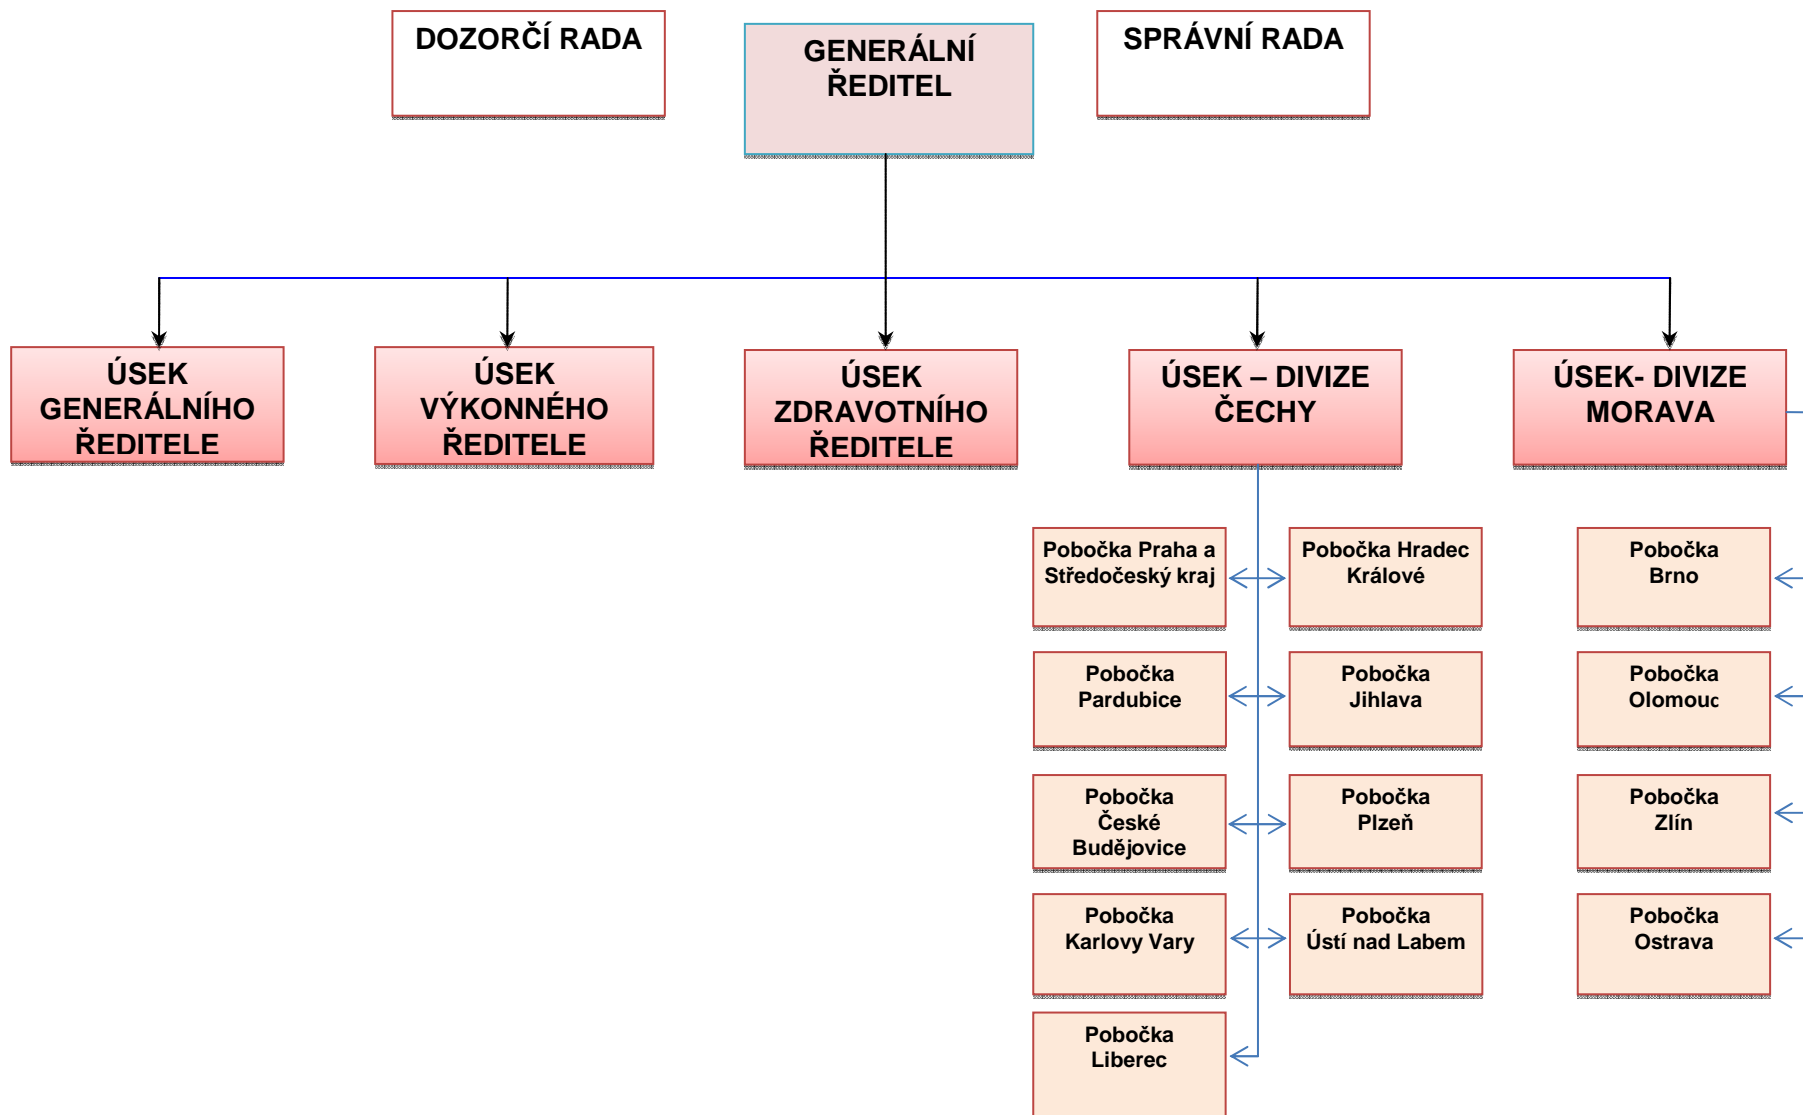 DOZORČÍ RADA
GENERÁLNÍ
ŘEDITEL
SPRÁVNÍ RADA
ÚSEK
GENERÁLNÍHO
ŘEDITELE
ÚSEK
VÝKONNÉHO
ŘEDITELE
ÚSEK
ZDRAVOTNÍHO
ŘEDITELE
ÚSEK – DIVIZE
ČECHY
ÚSEK- DIVIZE
MORAVA
Pobočka Praha a
Středočeský kraj
Pobočka Hradec
Králové
Pobočka
Brno
Pobočka
Pardubice
Pobočka
Jihlava
Pobočka
Olomouc
Pobočka
České
Budějovice
Pobočka
Plzeň
Pobočka
Zlín
Pobočka
Karlovy Vary
Pobočka
Ústí nad Labem
Pobočka
Ostrava
Pobočka
Liberec